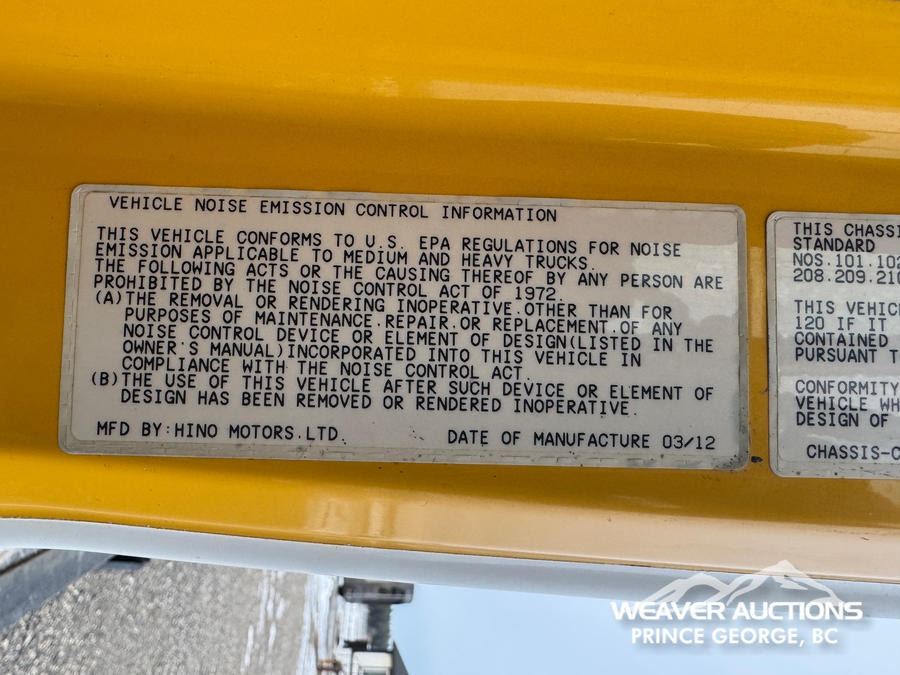 VEHICLE NOISE EMISSION CONTROL INFORMATION
THIS VEHICLE CONFORMS TO U.S. EPA REGULATIONS FOR NOISE
EMISSION APPLICABLE TO MEDIUM AND HEAVY TRUCKS.
THE FOLLOWING ACTS OR THE CAUSING THEREOF BY ANY PERSON ARE
PROHIBITED BY THE NOISE CONTROL ACT OF 1972.
(A)THE REMOVAL OR RENDERING INOPERATIVE.OTHER THAN FOR
PURPOSES OF MAINTENANCE.REPAIR.OR REPLACEMENT.OF ANY
NOISE CONTROL DEVICE OR ELEMENT OF DESIGN(LISTED IN THE
OWNER'S MANUAL)INCORPORATED INTO THIS VEHICLE IN
COMPLIANCE WITH THE NOISE CONTROL ACT.
(B)THE USE OF THIS VEHICLE AFTER SUCH DEVICE OR ELEMENT OF
DESIGN HAS BEEN REMOVED OR RENDERED INOPERATIVE.
MFD BY:HINO MOTORS.LTD. DATE OF MANUFACTURE 03/12
THIS CHASSI
STANDARD
NOS.101.102
208.209.210
THIS VEHICL
120 IF IT
CONTAINED
PURSUANT T
CONFORMITY
VEHICLE WH
DESIGN OF
CHASSIS-C
WEAVER AUCTIONS
PRINCE GEORGE, BC